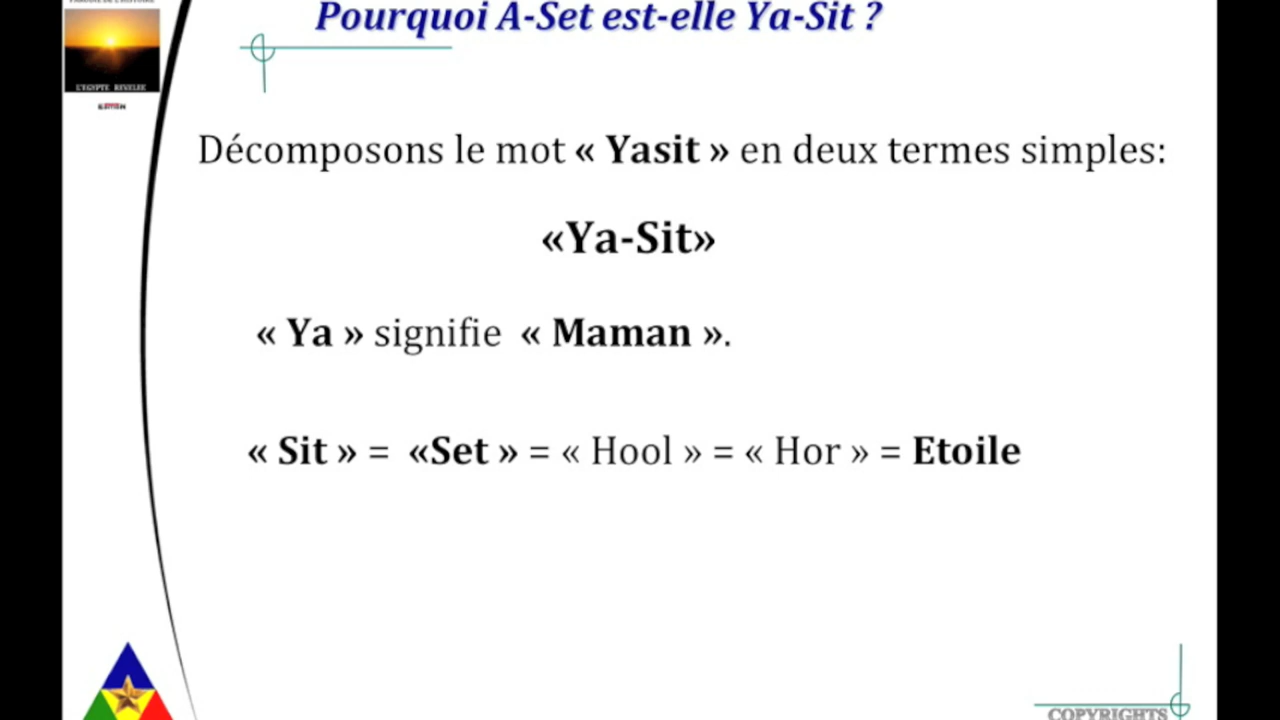 Pourquoi A-Set est-elle Ya-Sit ?
L'EGYPTE REVELEE
Décomposons le mot « Yasit » en deux termes simples:
«Ya-Sit»
« Ya » signifie « Maman ».
« Sit » = «Set » = « Hool » = « Hor » = Etoile
COPYRIGHTS